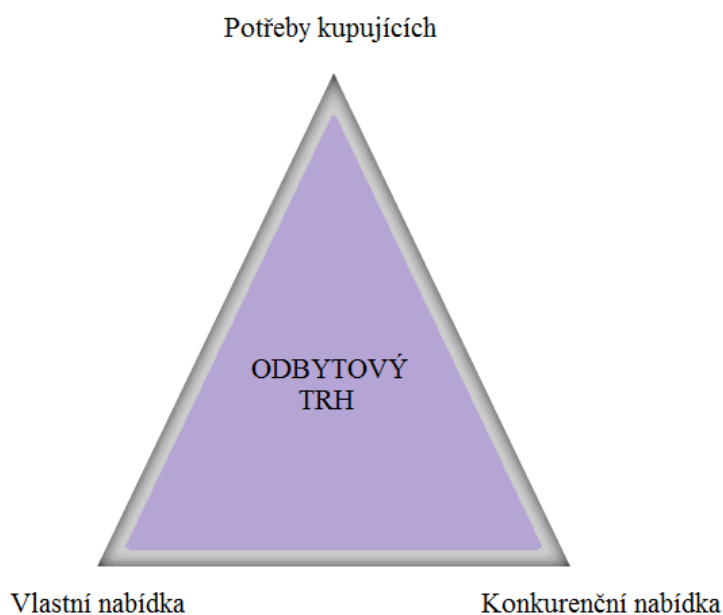 Potřeby kupujících
ODBYTOVÝ
TRH
Vlastní nabídka
Konkurenční nabídka